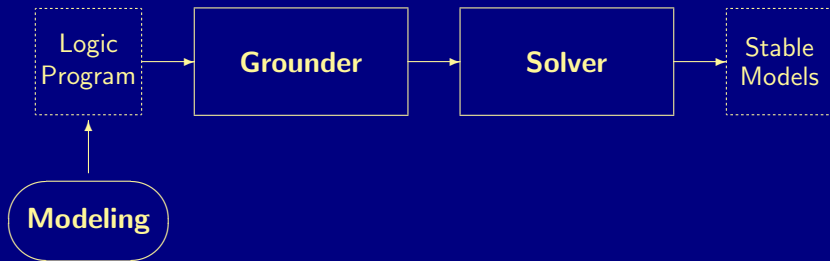 Logic
Program
Grounder
Solver
Stable
Models
Modeling